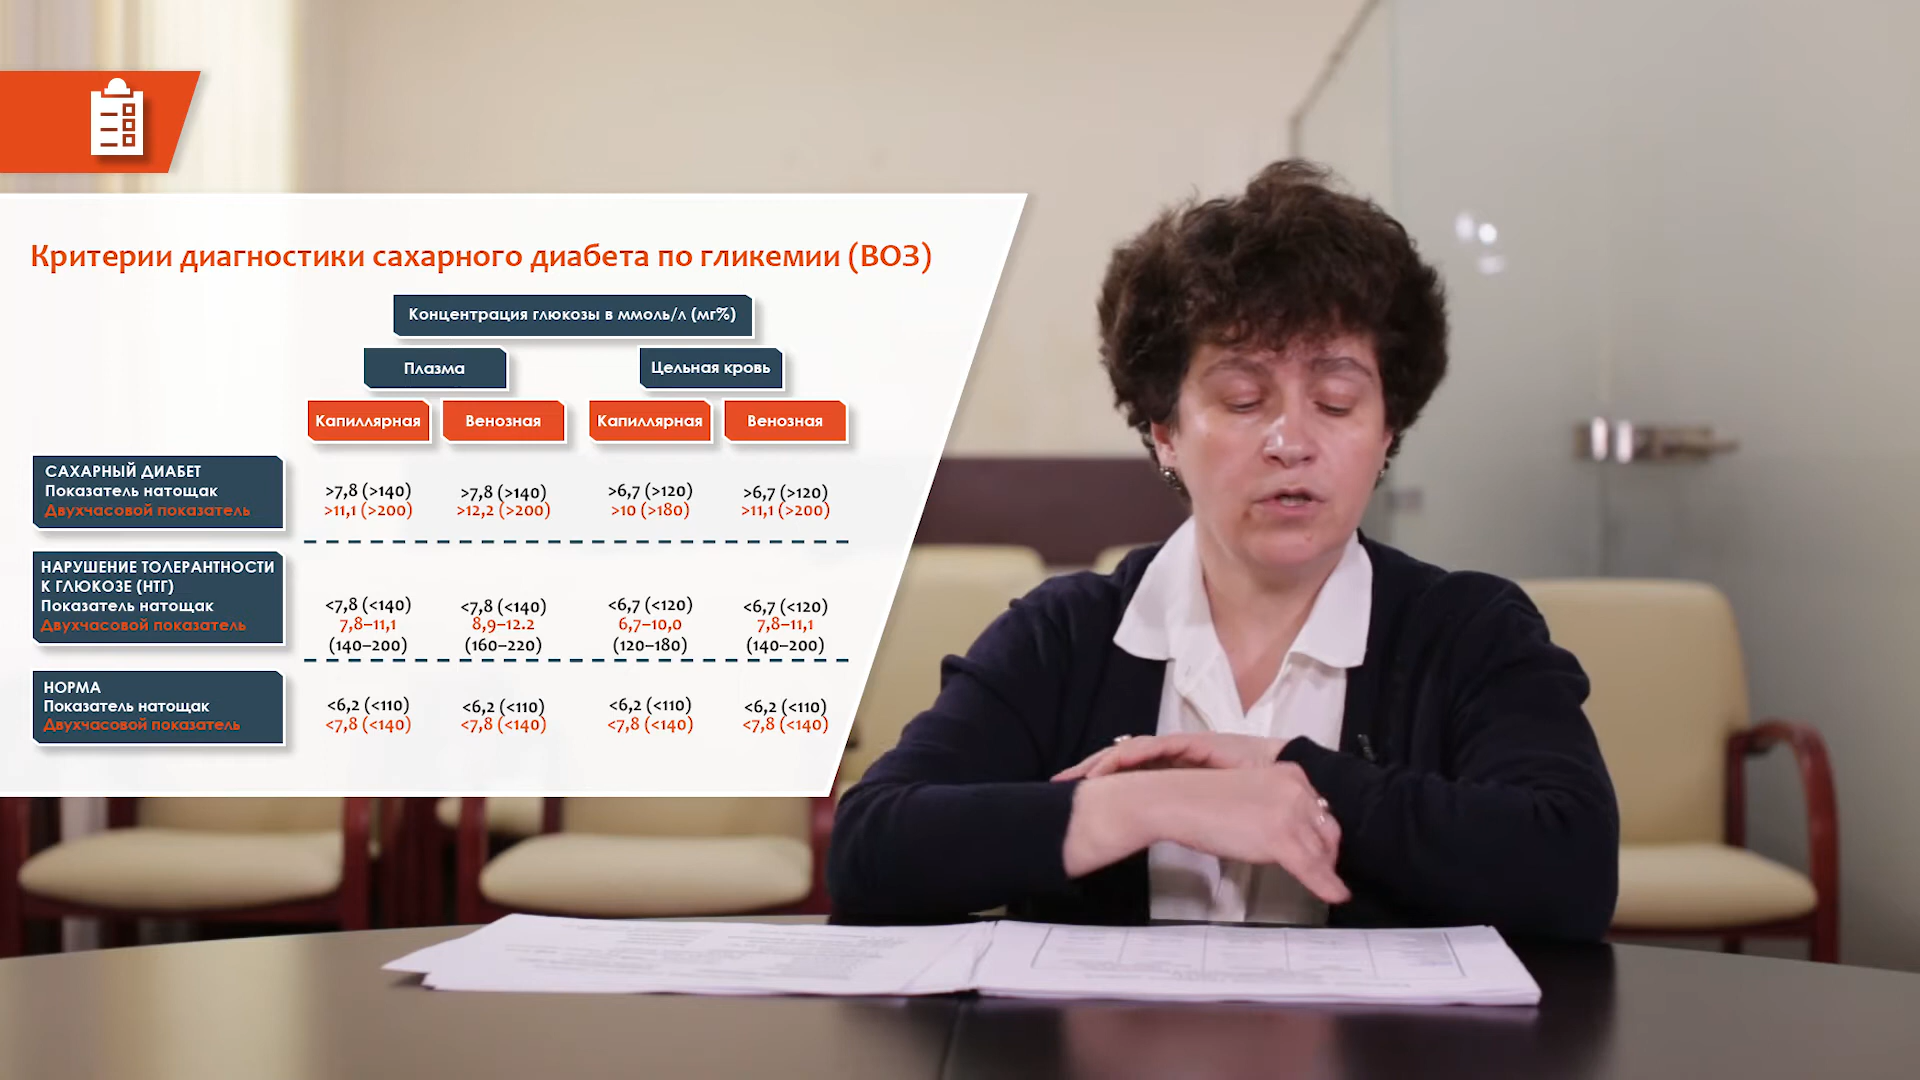 Критерии диагностики сахарного диабета по гликемии (ВОЗ)
Концентрация глюкозы в ммоль/л (мг%)
Плазма Цельная кровь
Капиллярная Венозная Капиллярная Венозная
САХАРНЫЙ ДИАБЕТ
Показатель натощак >7,8 (>140) >7,8 (>140) >6,7 (>120) >6,7 (>120)
Двухчасовой показатель >11,1 (>200) >12,2 (>200) >10 (>180) >11,1 (>200)
НАРУШЕНИЕ ТОЛЕРАНТНОСТИ
К ГЛЮКОЗЕ (НТГ)
Показатель натощак <7,8 (<140) <7,8 (<140) <6,7 (<120) <6,7 (<120)
Двухчасовой показатель 7,8–11,1 8,9–12.2 6,7–10,0 7,8–11,1
(140–200) (160–220) (120–180) (140–200)
НОРМА
Показатель натощак <6,2 (<110) <6,2 (<110) <6,2 (<110) <6,2 (<110)
Двухчасовой показатель <7,8 (<140) <7,8 (<140) <7,8 (<140) <7,8 (<140)